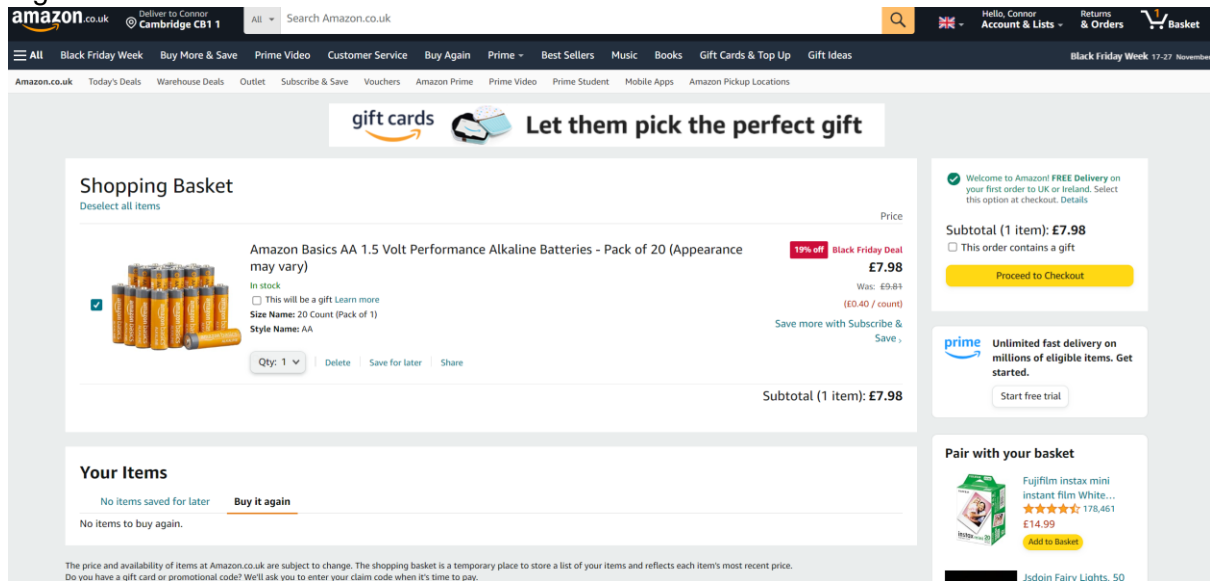 amazon.co.uk
Deliver to Connor
Cambridge CB1 1
All
Search Amazon.co.uk
Hello, Connor
Account & Lists
Returns
& Orders
1
Basket
All
Black Friday Week
Buy More & Save
Prime Video
Customer Service
Buy Again
Prime
Best Sellers
Music
Books
Gift Cards & Top Up
Gift Ideas
Black Friday Week 17-27 November
Amazon.co.uk
Today's Deals
Warehouse Deals
Outlet
Subscribe & Save
Vouchers
Amazon Prime
Prime Video
Prime Student
Mobile Apps
Amazon Pickup Locations
gift cards
Let them pick the perfect gift
Shopping Basket
Deselect all items
Price
Amazon Basics AA 1.5 Volt Performance Alkaline Batteries - Pack of 20 (Appearance
may vary)
In stock
This will be a gift Learn more
Size Name: 20 Count (Pack of 1)
Style Name: AA
Qty: 1
Delete
Save for later
Share
19% off Black Friday Deal
£7.98
Was: £9.81
(£0.40 / count)
Save more with Subscribe &
Save
Subtotal (1 item): £7.98
Your Items
No items saved for later
Buy it again
No items to buy again.
The price and availability of items at Amazon.co.uk are subject to change. The shopping basket is a temporary place to store a list of your items and reflects each item's most recent price.
Do you have a gift card or promotional code? We'll ask you to enter your claim code when it's time to pay.
Welcome to Amazon! FREE Delivery on
your first order to UK or Ireland. Select
this option at checkout. Details
Subtotal (1 item): £7.98
This order contains a gift
Proceed to Checkout
prime
Unlimited fast delivery on
millions of eligible items. Get
started.
Start free trial
Pair with your basket
Fujifilm instax mini
instant film White...
178,461
£14.99
Add to Basket
Jsdoin Fairy Lights, 50